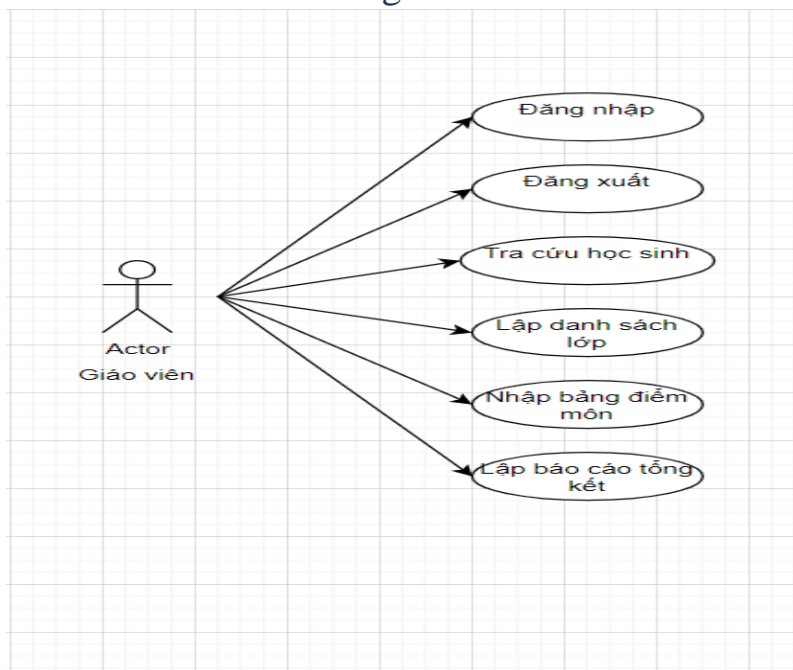 Đăng nhập
Đăng xuất
Tra cứu học sinh
Lập danh sách
lớp
Actor
Giáo viên
Nhập bảng điểm
môn
Lập báo cáo tổng
kết